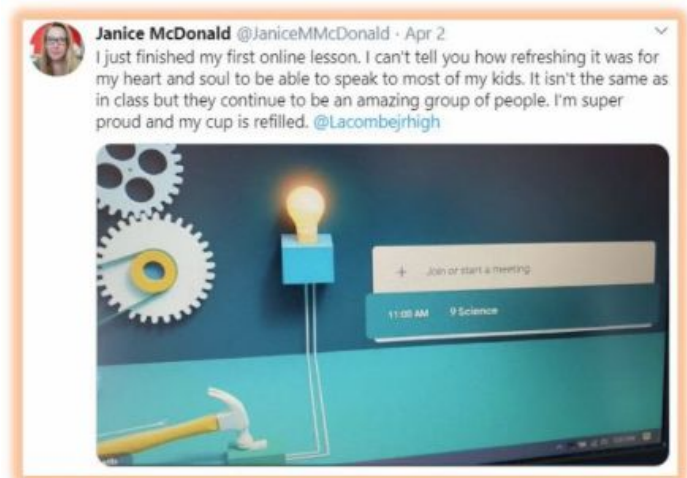 Janice McDonald @JaniceMMcDonald · Apr 2
I just finished my first online lesson. I can't tell you how refreshing it was for
my heart and soul to be able to speak to most of my kids. It isn't the same as
in class but they continue to be an amazing group of people. I'm super
proud and my cup is refilled. @Lacombejrhigh
+ Join or start a meeting
11:00 AM 9 Science